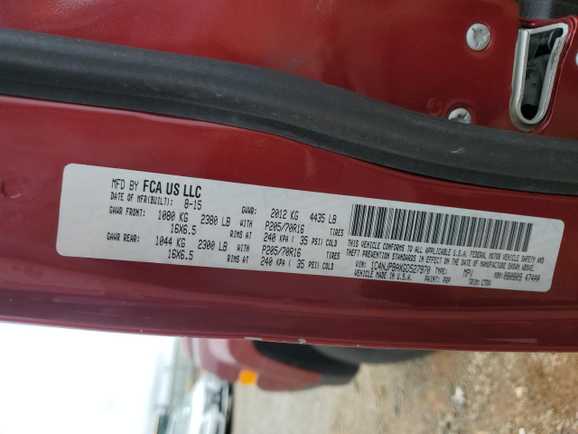 MFD BY FCA US LLC
DATE OF MFR(BUILT): 8-15 GVWR: 2012 KG 4435 LB
GAWR FRONT: 1080 KG 2380 LB WITH P205/70R16 TIRES
16X6.5 RIMS AT 240 KPA ( 35 PSI) COLD
GAWR REAR: 1044 KG 2300 LB WITH P205/70R16 TIRES
16X6.5 RIMS AT 240 KPA ( 35 PSI) COLD
THIS VEHICLE CONFORMS TO ALL APPLICABLE U.S.A. FEDERAL MOTOR VEHICLE SAFETY
AND THEFT PREVENTION STANDARDS IN EFFECT ON THE DATE OF MANUFACTURE SHOWN ABOVE.
VIN: TYPE: MPV
VEHICLE MADE IN U.S.A. PAINT: PRP